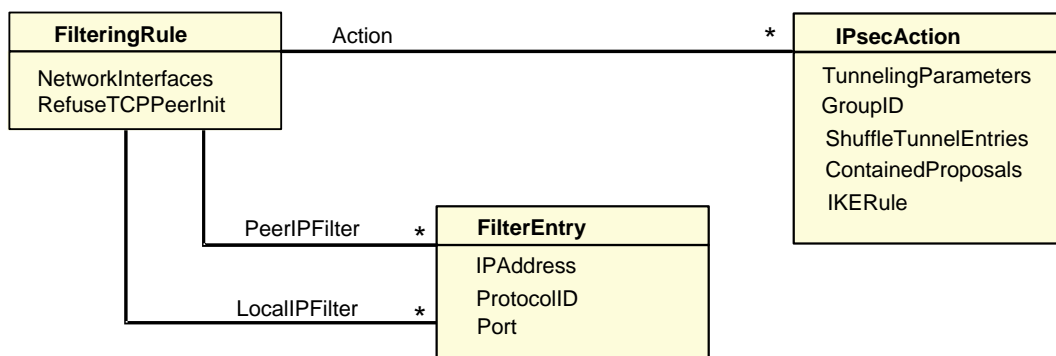 FilteringRule
NetworkInterfaces
RefuseTCPPeerInit
Action
*
IPsecAction
TunnelingParameters
GroupID
ShuffleTunnelEntries
ContainedProposals
IKERule
PeerIPFilter
*
LocalIPFilter
*
FilterEntry
IPAddress
ProtocolID
Port